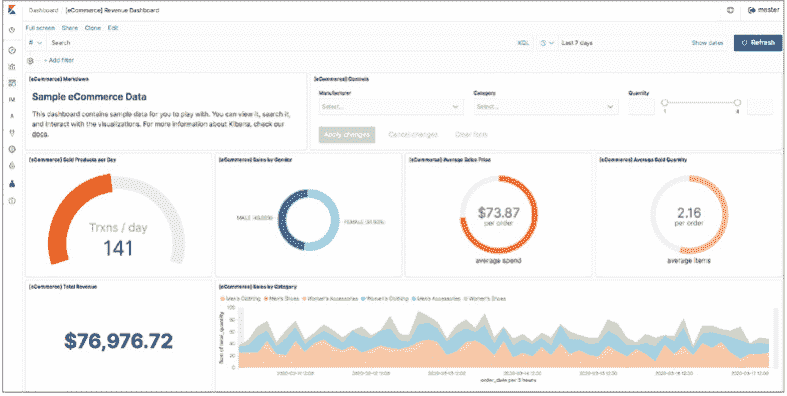 Dashboard [eCommerce] Revenue Dashboard master
Full screen Share Clone Edit
Search KQL Last 7 days Show dates Refresh
+ Add filter
[eCommerce] Markdown
Sample eCommerce Data
This dashboard contains sample data for you to play with. You can view it, search it,
and interact with the visualizations. For more information about Kibana, check our
docs.
[eCommerce] Controls
Manufacturer Category Quantity
Select... Select...
1
Apply changes Cancel changes Clear form
[eCommerce] Sold Products per Day
Trxns / day
141
[eCommerce] Sales by Gender
MALE
FEMALE
[eCommerce] Average Sales Price
$73.87
per order
average spend
[eCommerce] Average Sold Quantity
2.16
per order
average items
[eCommerce] Total Revenue
$76,976.72
[eCommerce] Sales by Category
Men's Clothing Men's Shoes Women's Accessories Women's Clothing Men's Accessories Women's Shoes
Sum of total_quantity
100
80
60
40
20
0
order_date per 3 hours